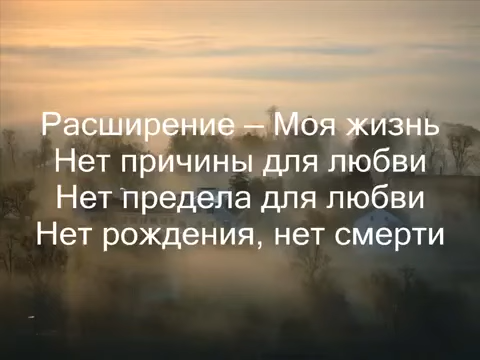 Расширение – Моя жизнь
Нет причины для любви
Нет предела для любви
Нет рождения, нет смерти